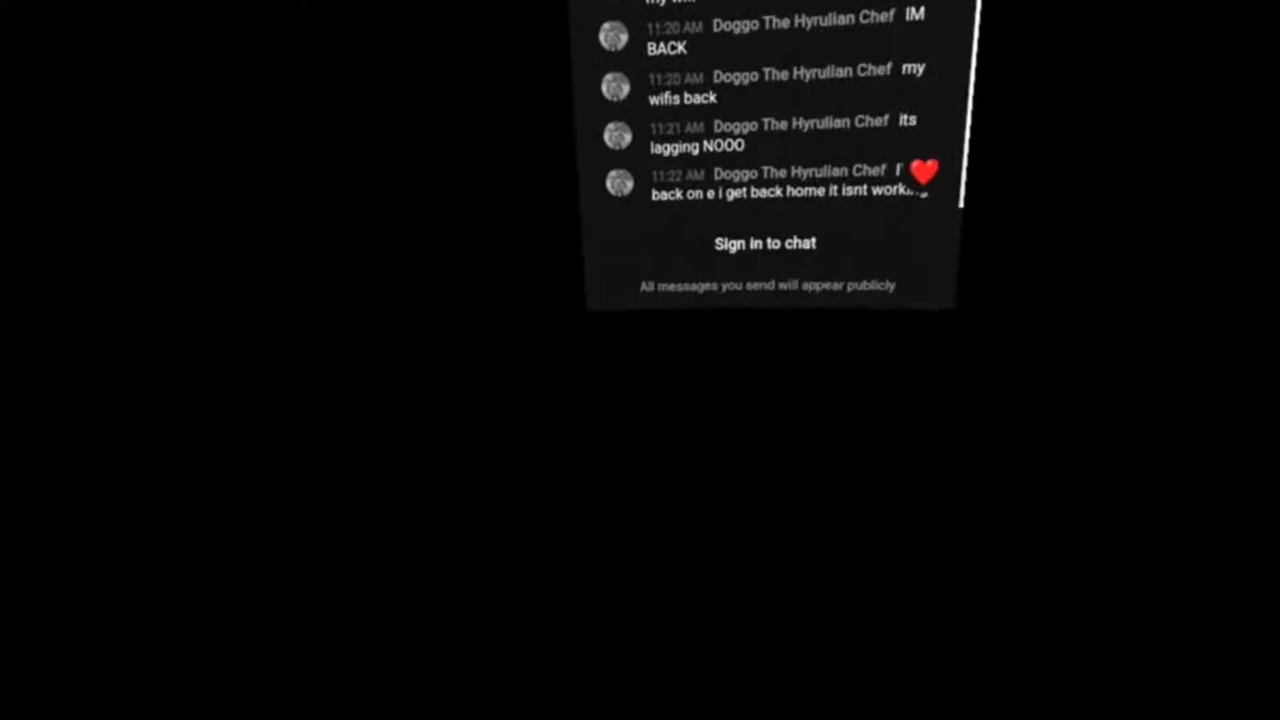 my
11:20 AM Doggo The Hyrulian Chef IM
BACK
11:20 AM Doggo The Hyrulian Chef my
wifis back
11:21 AM Doggo The Hyrulian Chef its
lagging NOOO
11:22 AM Doggo The Hyrulian Chef
back on e i get back home it isnt
Sign in to chat
All messages you send will appear publicly